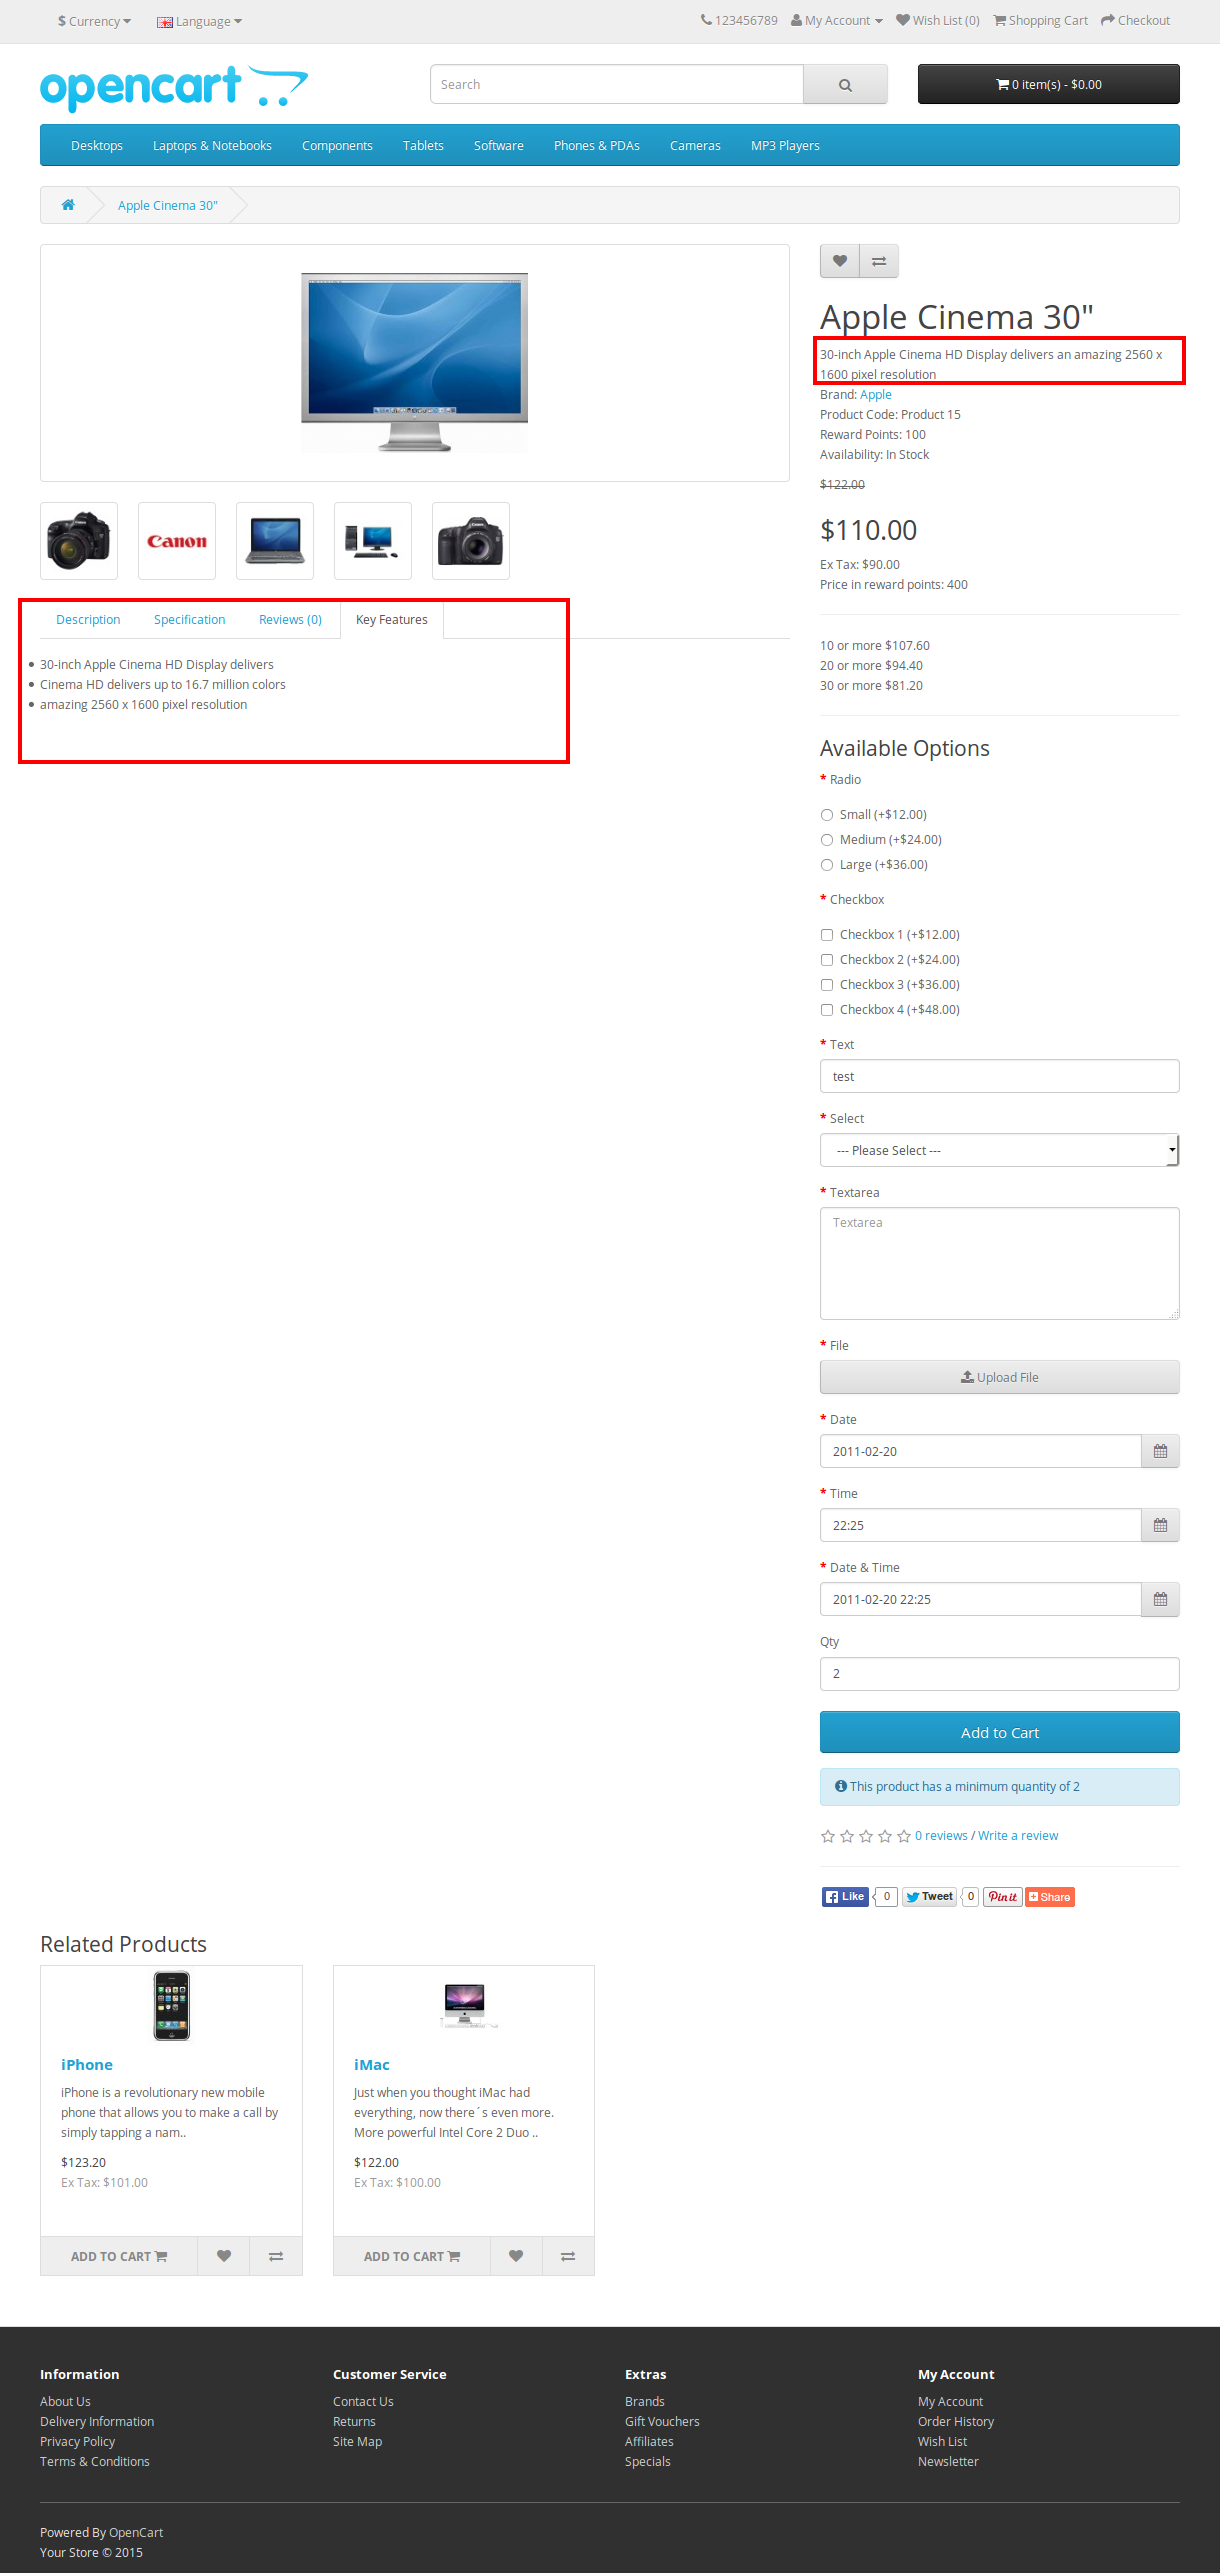 $ Currency
Language
123456789
My Account
Wish List (0)
Shopping Cart
Checkout
opencart
Search
0 item(s) - $0.00
Desktops
Laptops & Notebooks
Components
Tablets
Software
Phones & PDAs
Cameras
MP3 Players
Apple Cinema 30"
Canon
Description
Specification
Reviews (0)
Key Features
30-inch Apple Cinema HD Display delivers
Cinema HD delivers up to 16.7 million colors
amazing 2560 x 1600 pixel resolution
Apple Cinema 30"
30-inch Apple Cinema HD Display delivers an amazing 2560 x
1600 pixel resolution
Brand: Apple
Product Code: Product 15
Reward Points: 100
Availability: In Stock
$122.00
$110.00
Ex Tax: $90.00
Price in reward points: 400
10 or more $107.60
20 or more $94.40
30 or more $81.20
Available Options
* Radio
Small (+$12.00)
Medium (+$24.00)
Large (+$36.00)
* Checkbox
Checkbox 1 (+$12.00)
Checkbox 2 (+$24.00)
Checkbox 3 (+$36.00)
Checkbox 4 (+$48.00)
* Text
test
* Select
--- Please Select ---
* Textarea
Textarea
* File
Upload File
* Date
2011-02-20
* Time
22:25
* Date & Time
2011-02-20 22:25
Qty
2
Add to Cart
This product has a minimum quantity of 2
0 reviews / Write a review
Like
0
Tweet
0
Pin it
Share
Related Products
iPhone
iPhone is a revolutionary new mobile
phone that allows you to make a call by
simply tapping a nam..
$123.20
Ex Tax: $101.00
ADD TO CART
iMac
Just when you thought iMac had
everything, now there´s even more.
More powerful Intel Core 2 Duo ..
$122.00
Ex Tax: $100.00
ADD TO CART
Information
About Us
Delivery Information
Privacy Policy
Terms & Conditions
Customer Service
Contact Us
Returns
Site Map
Extras
Brands
Gift Vouchers
Affiliates
Specials
My Account
My Account
Order History
Wish List
Newsletter
Powered By OpenCart
Your Store © 2015